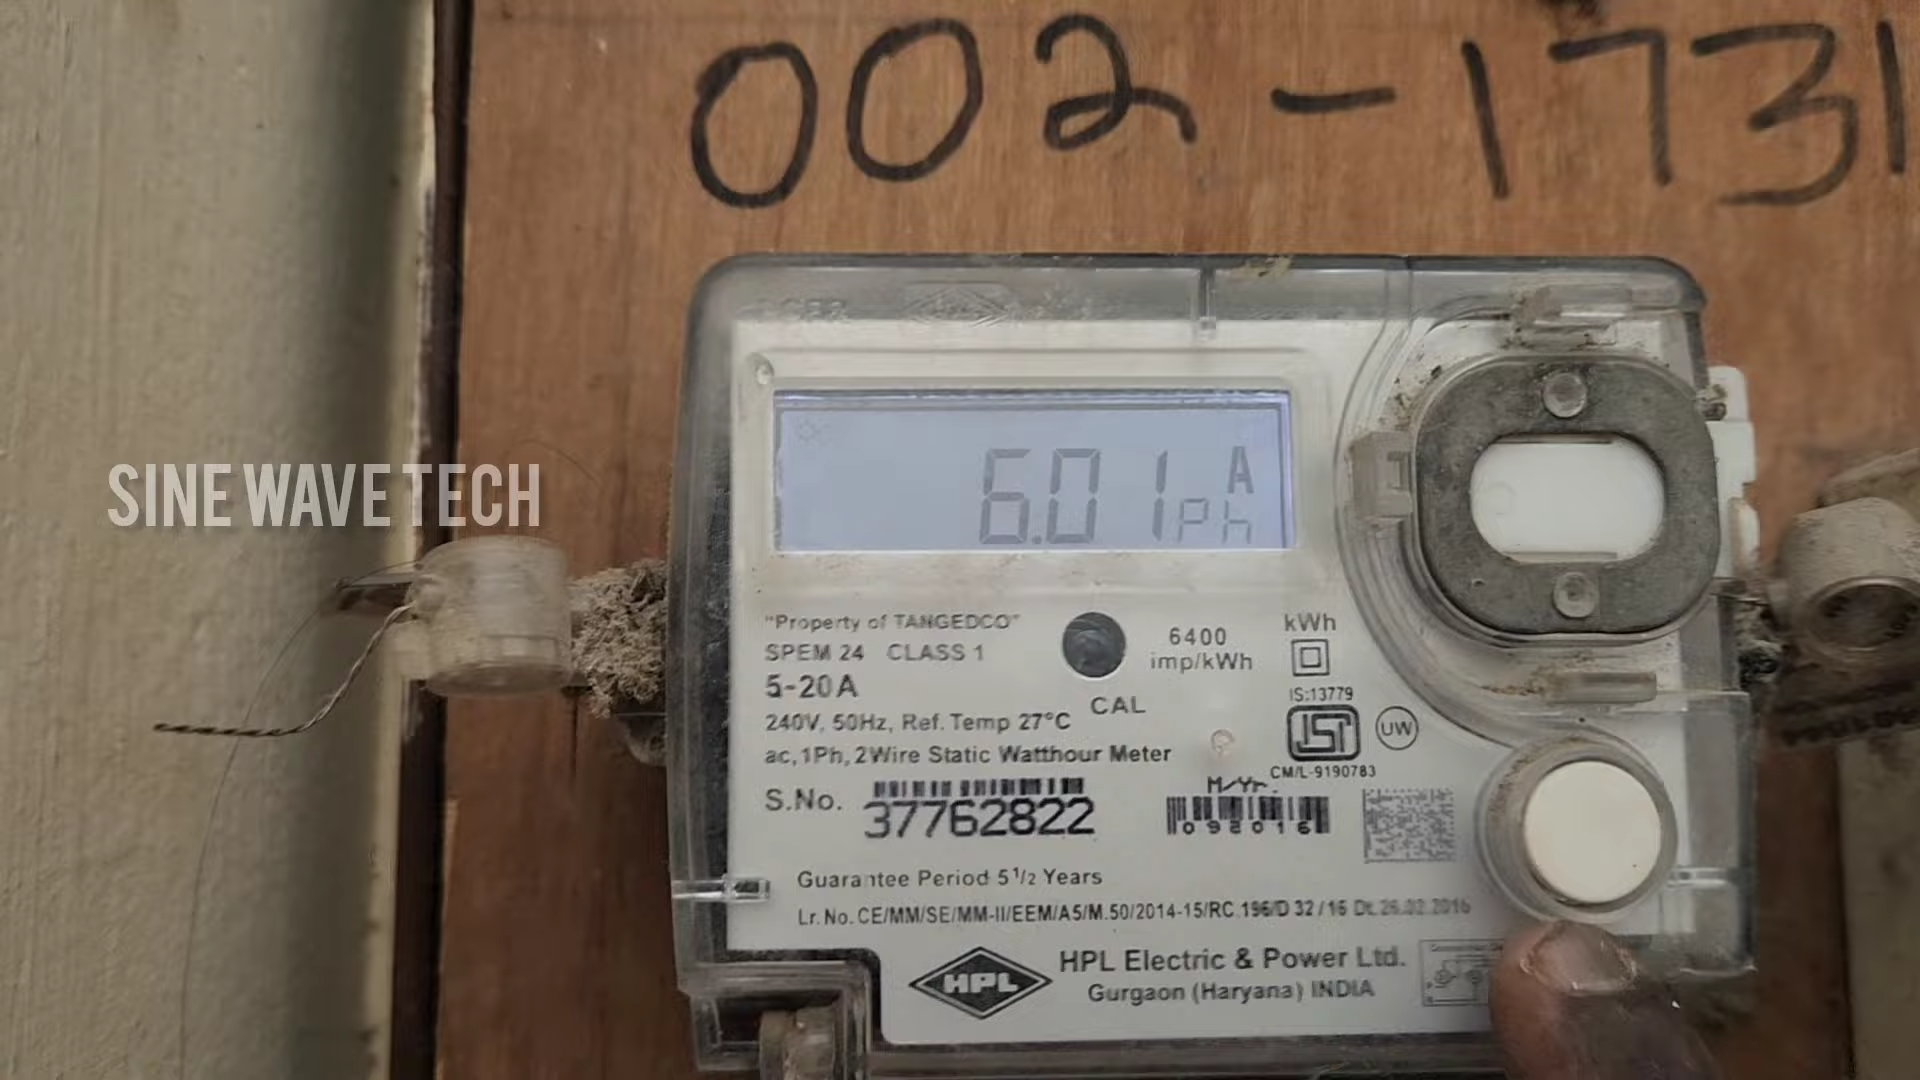 002-1731
SINE WAVE TECH
6.01 A
Ph
"Property of TANGEDCO"
SPEM 24 CLASS 1
5-20A
240V, 50Hz, Ref. Temp 27°C
ac,1Ph,2Wire Static Watthour Meter
CAL
6400
imp/kWh
kWh
IS:13779
ISI
UW
CM/L-9190783
S.No. 37762822
M/Yr.
092016
Guarantee Period 5 1/2 Years
Lr. No. CE/MM/SE/MM-II/EEM/A5/M.50/2014-15/RC.196/D 32/16 Dt. 26.02.2016
HPL
HPL Electric & Power Ltd.
Gurgaon (Haryana) INDIA